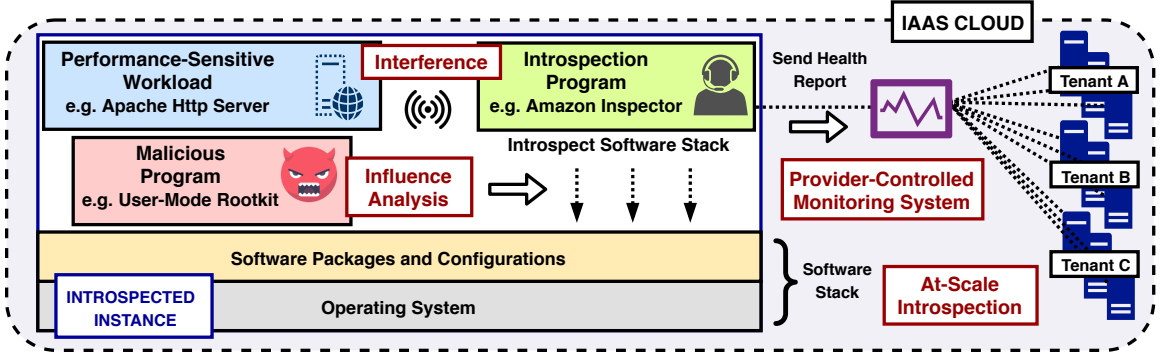 IAAS CLOUD
Performance-Sensitive
Workload
e.g. Apache Http Server
Interference
Introspection
Program
e.g. Amazon Inspector
Send Health
Report
Tenant A
Malicious
Program
e.g. User-Mode Rootkit
Influence
Analysis
Introspect Software Stack
Provider-Controlled
Monitoring System
Tenant B
Software Packages and Configurations
Operating System
INTROSPECTED
INSTANCE
Software
Stack
At-Scale
Introspection
Tenant C